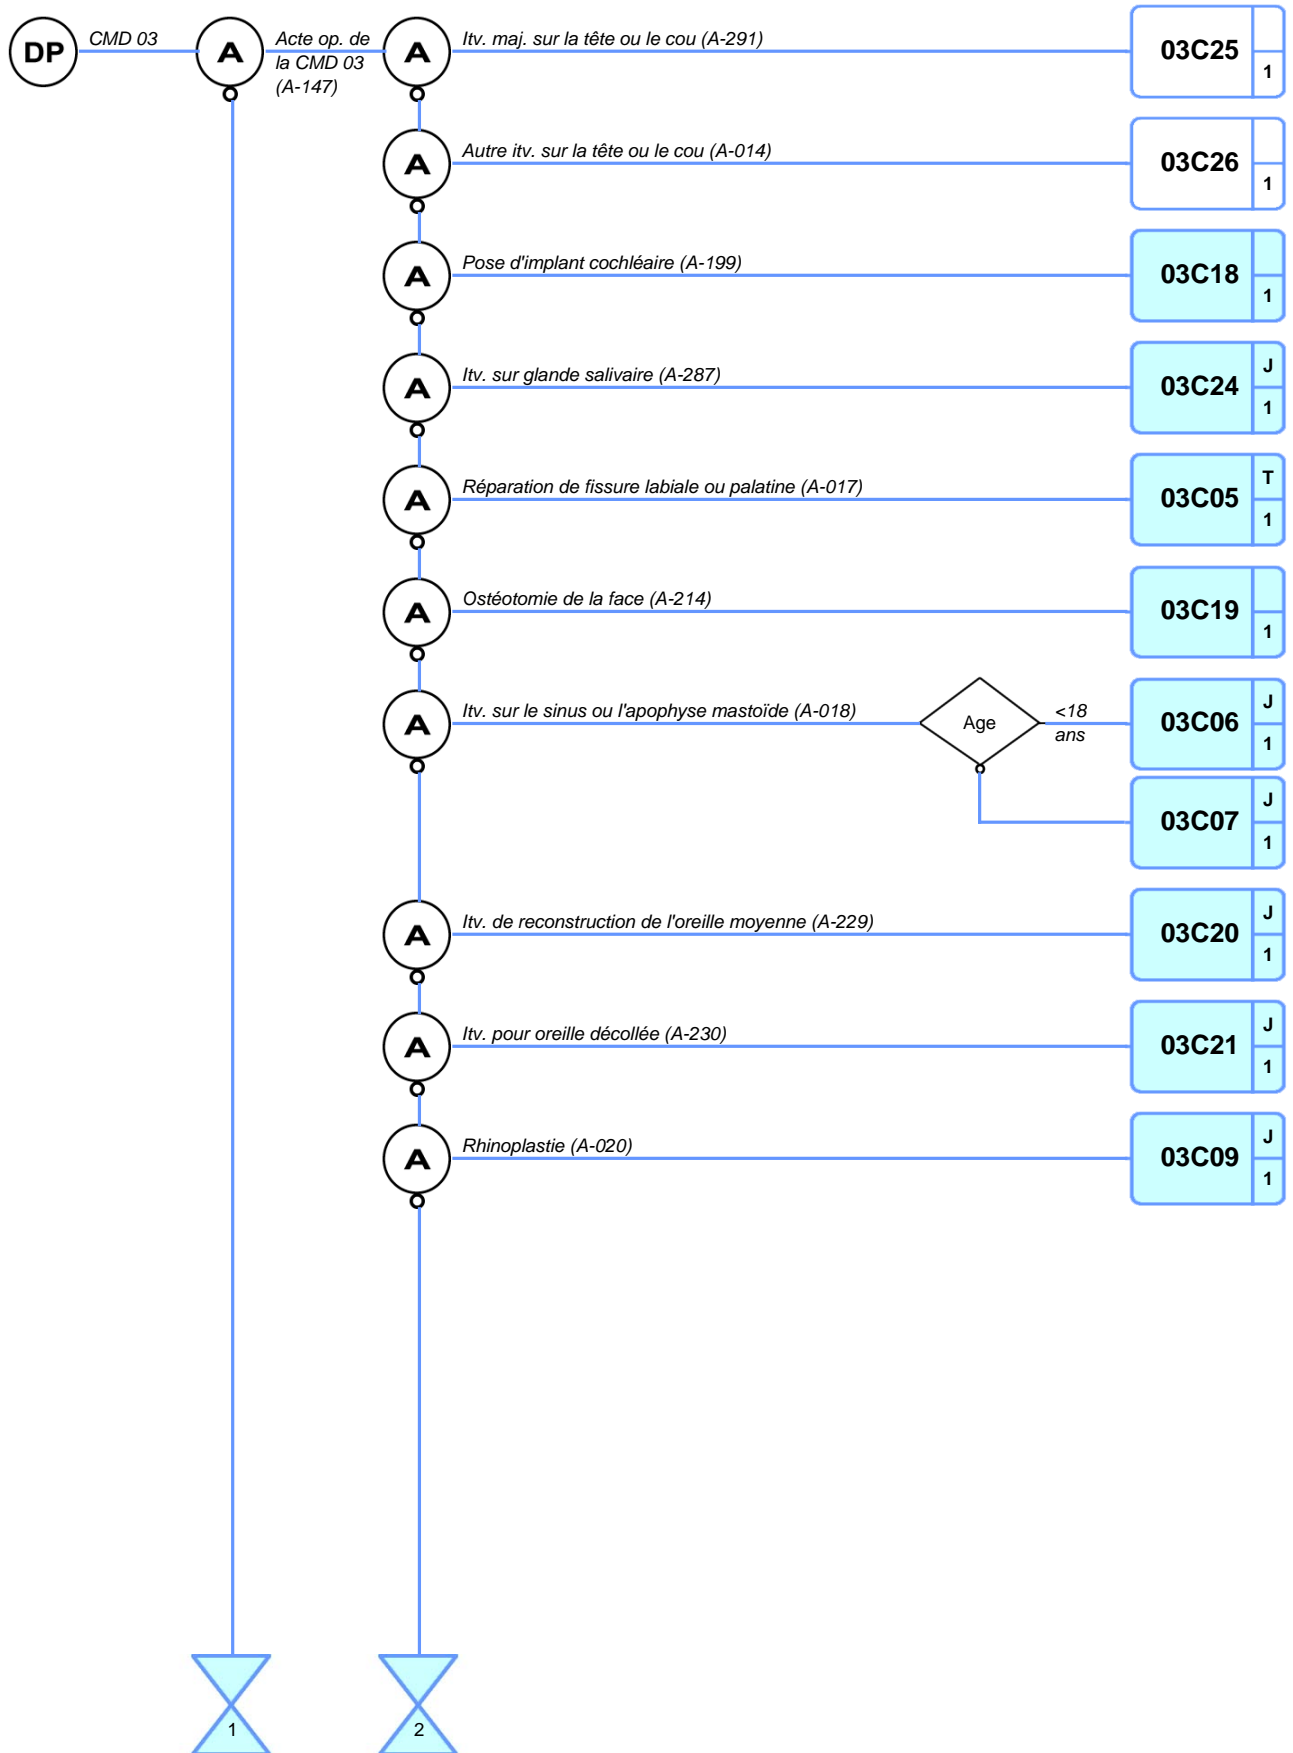 DP
CMD 03
A
Acte op. de
la CMD 03
(A-147)
A
Itv. maj. sur la tête ou le cou (A-291)
03C25
1
A
Autre itv. sur la tête ou le cou (A-014)
03C26
1
A
Pose d'implant cochléaire (A-199)
03C18
1
A
Itv. sur glande salivaire (A-287)
03C24
J
1
A
Réparation de fissure labiale ou palatine (A-017)
03C05
T
1
A
Ostéotomie de la face (A-214)
03C19
1
A
Itv. sur le sinus ou l'apophyse mastoïde (A-018)
Age
<18
ans
03C06
J
1
03C07
J
1
A
Itv. de reconstruction de l'oreille moyenne (A-229)
03C20
J
1
A
Itv. pour oreille décollée (A-230)
03C21
J
1
A
Rhinoplastie (A-020)
03C09
J
1
1
2